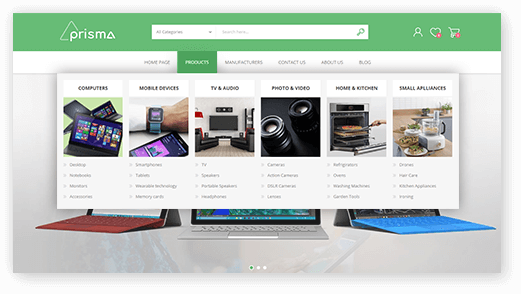 prisma
All Categories
Search here...
HOME PAGE PRODUCTS MANUFACTURERS CONTACT US ABOUT US BLOG
COMPUTERS MOBILE DEVICES TV & AUDIO PHOTO & VIDEO HOME & KITCHEN SMALL APLLIANCES
Desktop Smartphones TV Cameras Refrigerators Drones
Notebooks Tablets Speakers Action Cameras Ovens Hair Care
Monitors Wearable technology Portable Speakers DSLR Cameras Washing Machines Kitchen Appliances
Accessories Memory cards Headphones Lenses Garden Tools Ironing